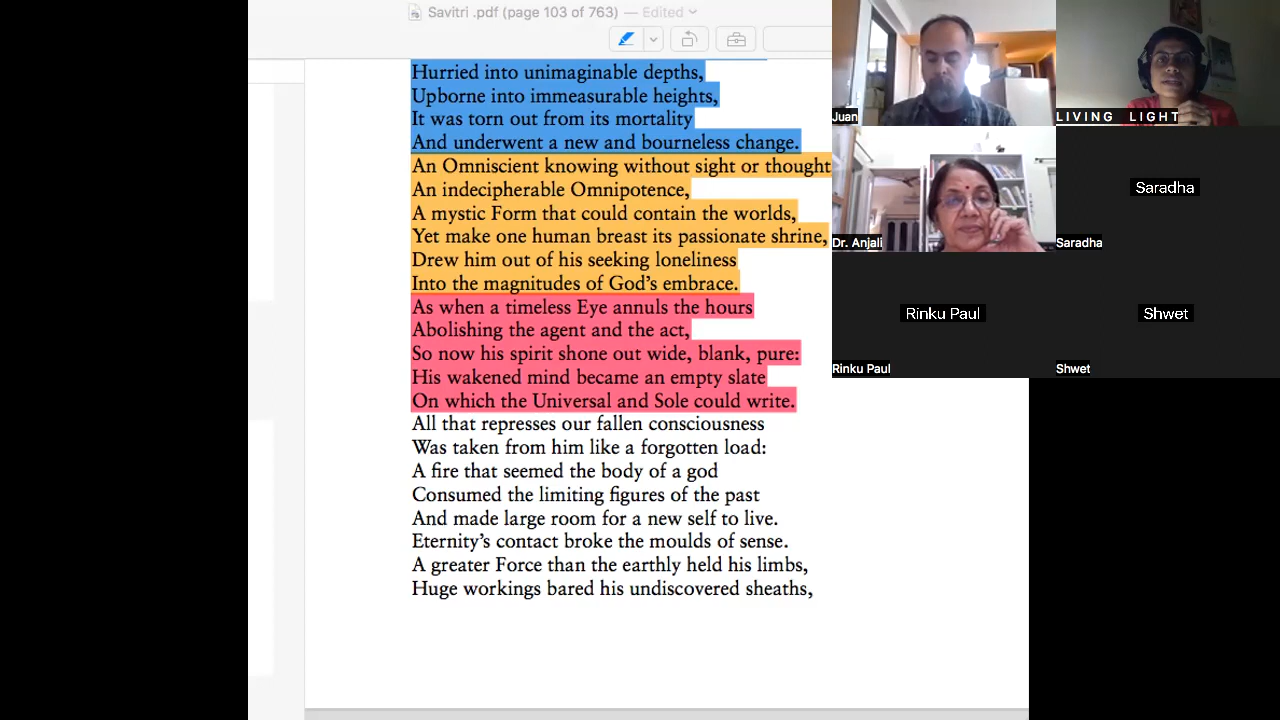 Savitri .pdf (page 103 of 763) — Edited
Hurried into unimaginable depths,
Upborne into immeasurable heights,
It was torn out from its mortality
And underwent a new and bourneless change.
An Omniscient knowing without sight or thought
An indecipherable Omnipotence,
A mystic Form that could contain the worlds,
Yet make one human breast its passionate shrine,
Drew him out of his seeking loneliness
Into the magnitudes of God's embrace.
As when a timeless Eye annuls the hours
Abolishing the agent and the act,
So now his spirit shone out wide, blank, pure:
His wakened mind became an empty slate
On which the Universal and Sole could write.
All that represses our fallen consciousness
Was taken from him like a forgotten load:
A fire that seemed the body of a god
Consumed the limiting figures of the past
And made large room for a new self to live.
Eternity's contact broke the moulds of sense.
A greater Force than the earthly held his limbs,
Huge workings bared his undiscovered sheaths,
Juan
LIVING LIGHT
Dr. Anjali
Saradha
Saradha
Rinku Paul
Rinku Paul
Shwet
Shwet